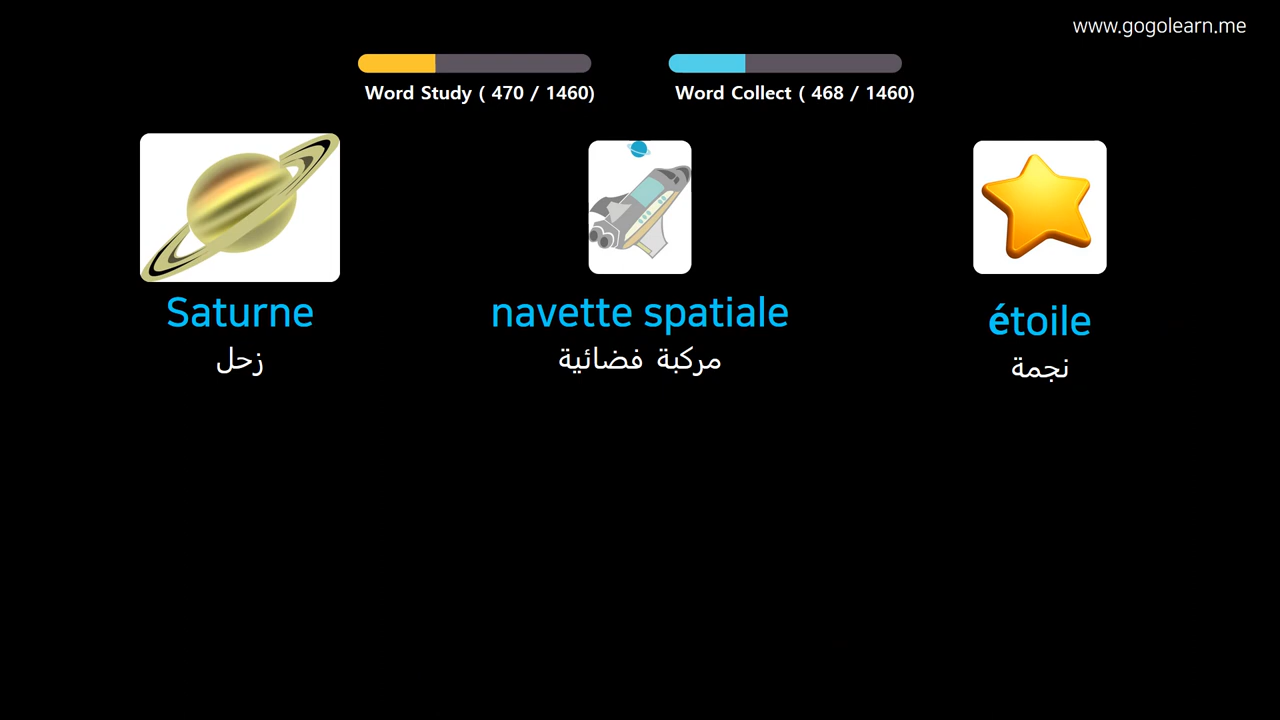 www.gogolearn.me
Word Study ( 470 / 1460)
Word Collect ( 468 / 1460)
Saturne
زحل
navette spatiale
مركبة فضائية
étoile
نجمة